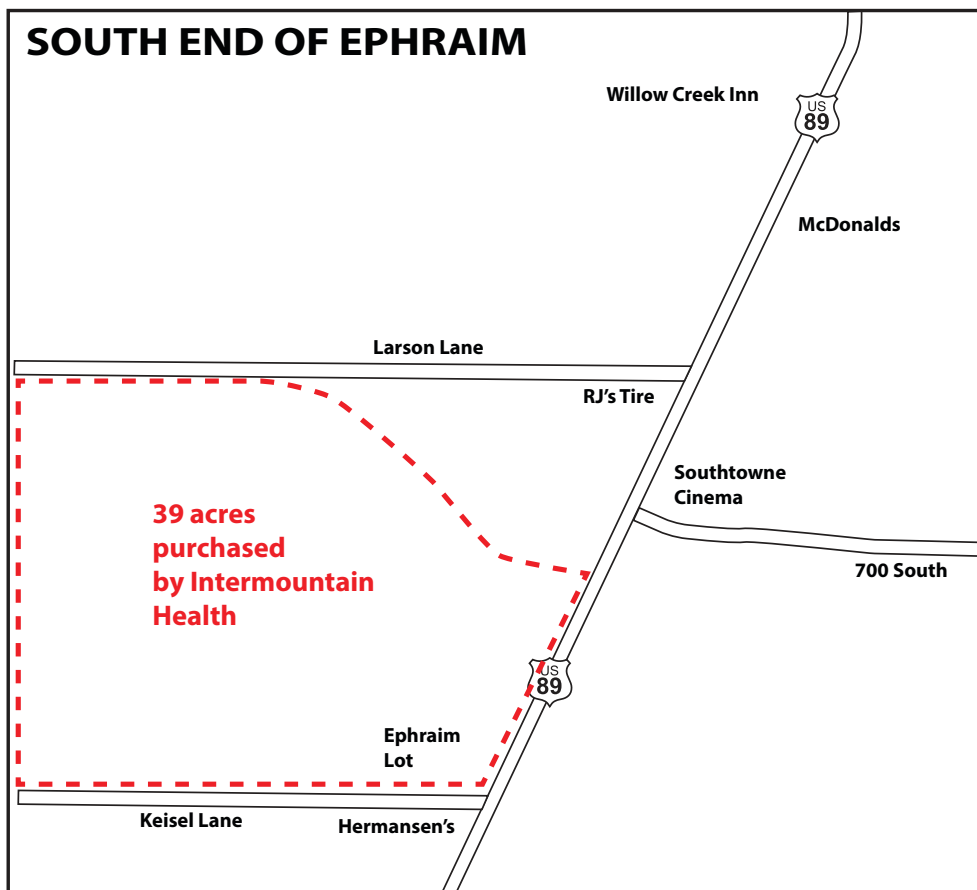 SOUTH END OF EPHRAIM
Willow Creek Inn
US
89
McDonalds
Larson Lane
RJ's Tire
Southtowne
Cinema
39 acres
purchased
by Intermountain
Health
700 South
US
89
Ephraim
Lot
Keisel Lane
Hermansen's